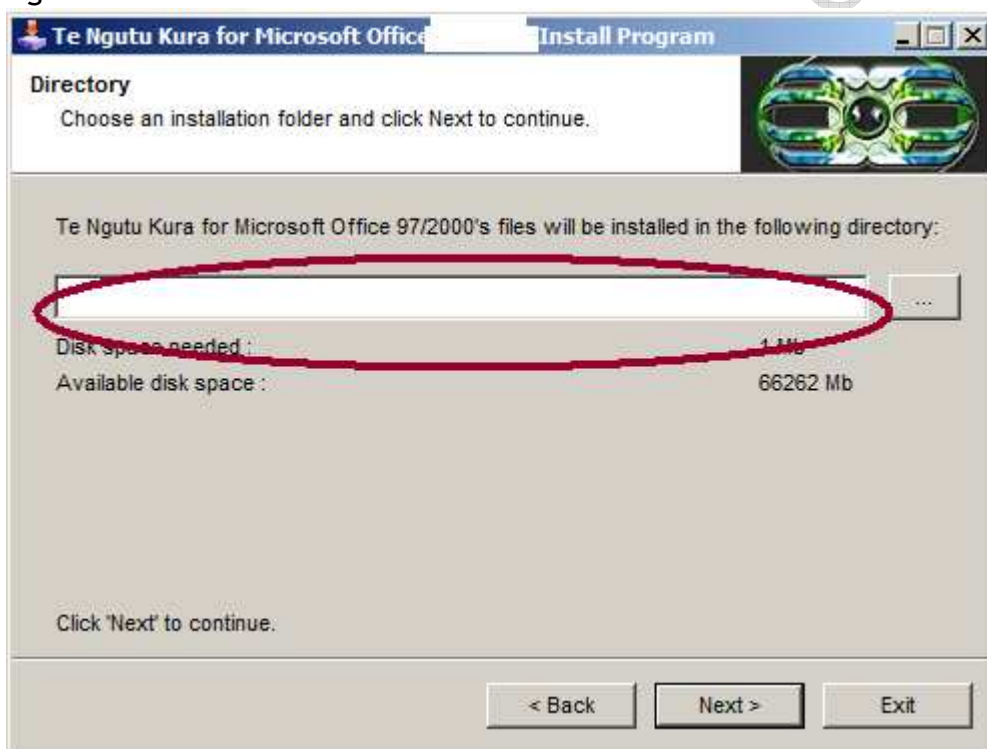 Te Ngutu Kura for Microsoft Office Install Program
Directory
Choose an installation folder and click Next to continue.
Te Ngutu Kura for Microsoft Office 97/2000's files will be installed in the following directory:
...
Disk space needed : 1 Mb
Available disk space : 66262 Mb
Click 'Next' to continue.
< Back Next > Exit